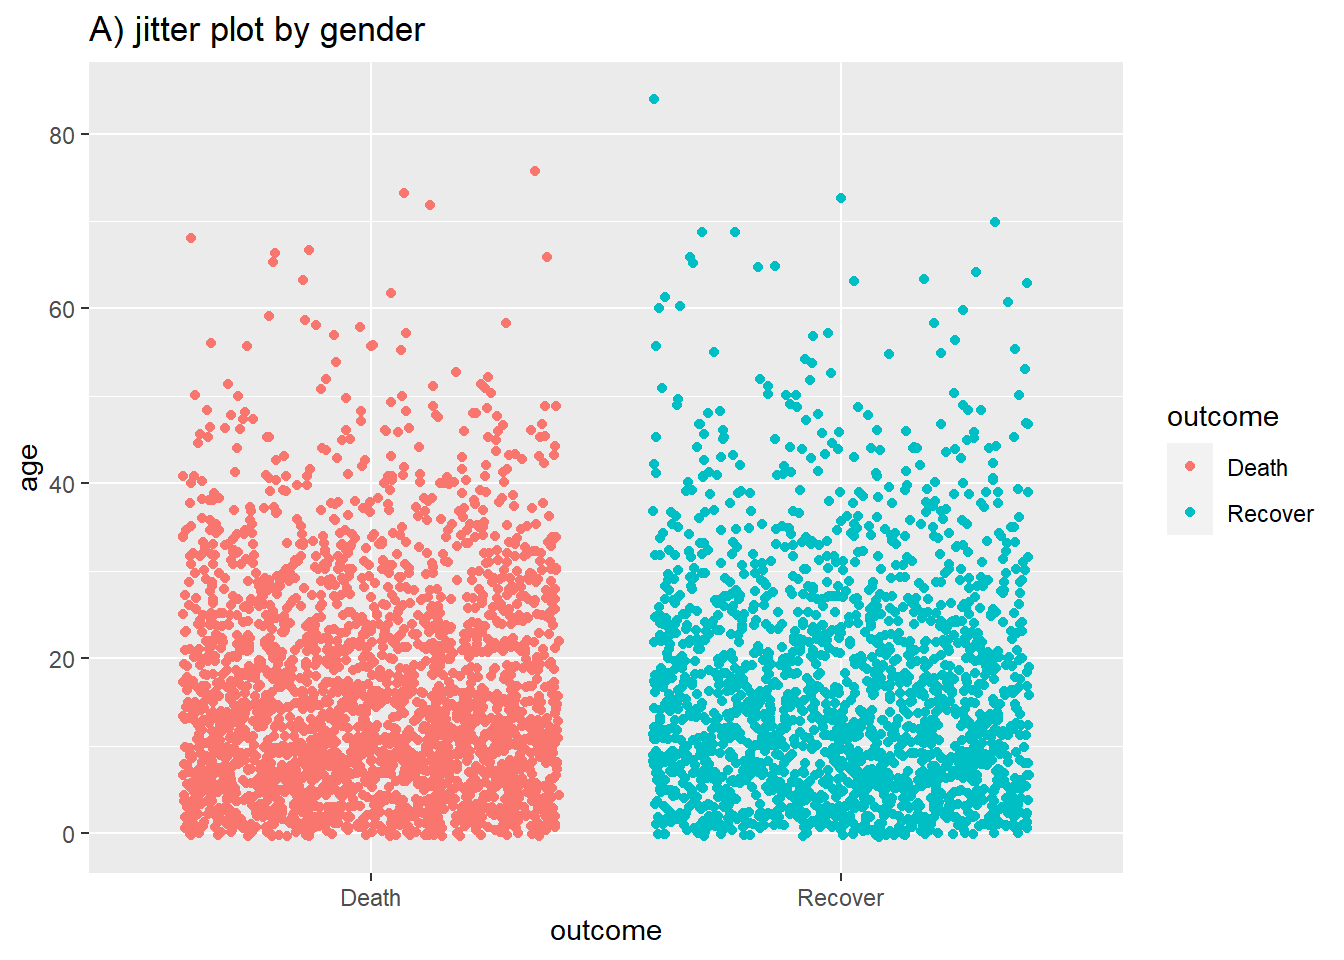 A) jitter plot by gender
80
60
40
20
0
age
Death
Recover
outcome
outcome
Death
Recover